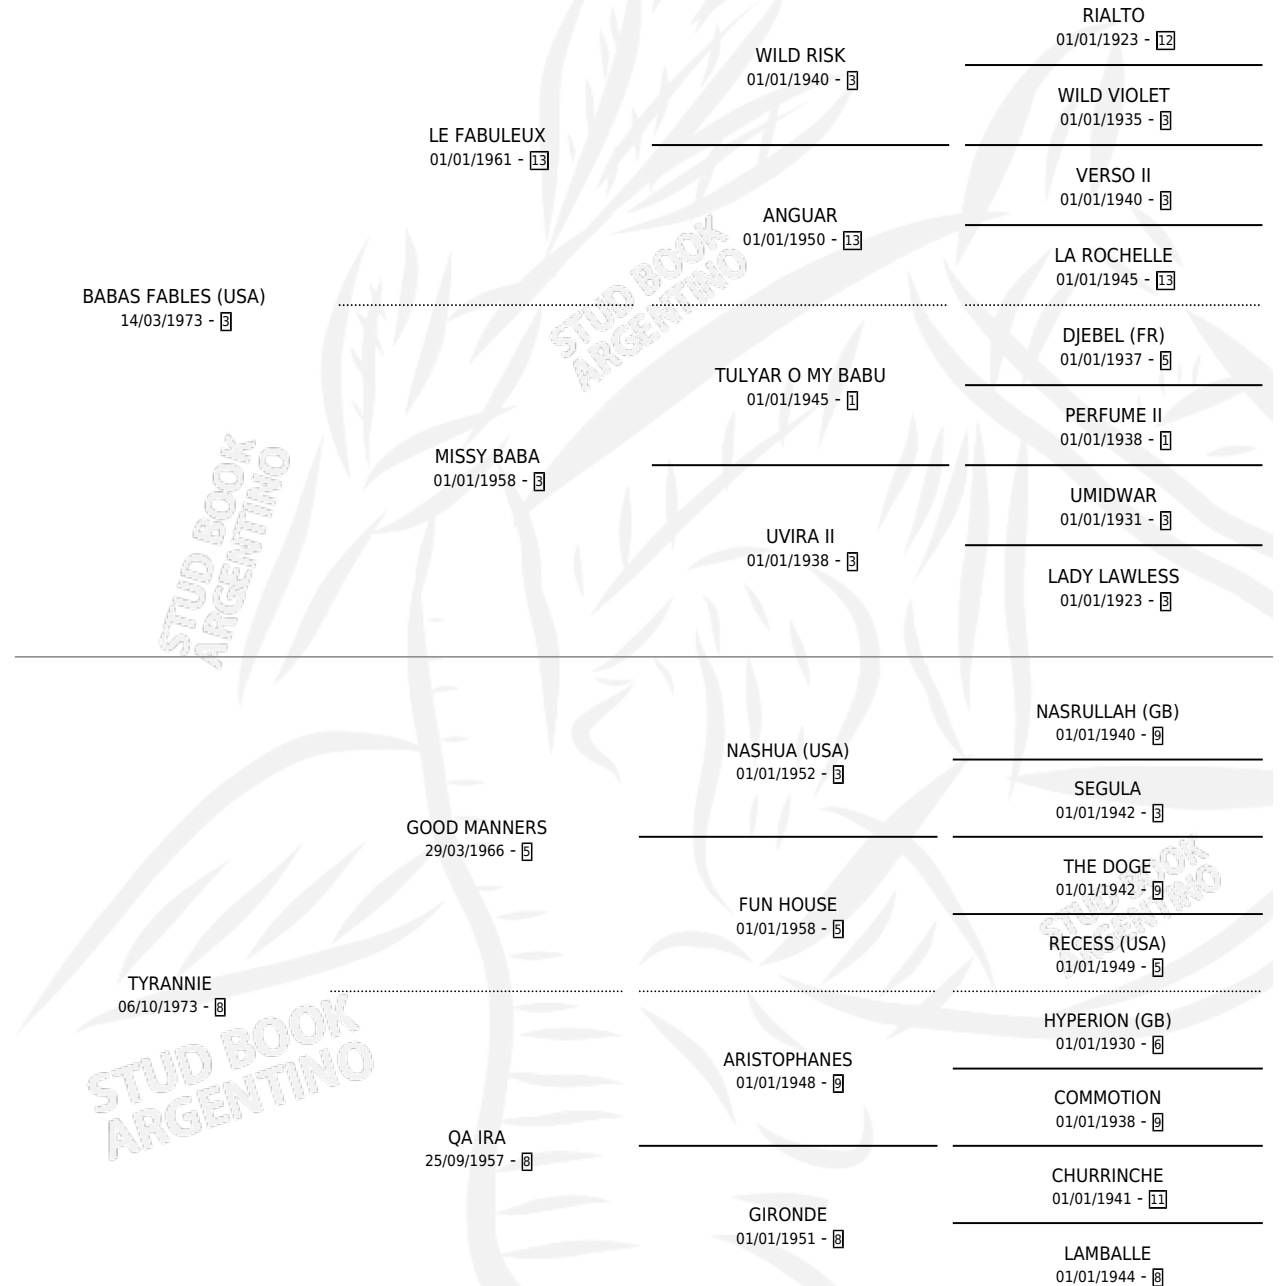 RIALTO
01/01/1923 - 12
WILD RISK
01/01/1940 - 3
WILD VIOLET
01/01/1935 - 3
LE FABULEUX
01/01/1961 - 13
VERSO II
01/01/1940 - 3
ANGUAR
01/01/1950 - 13
LA ROCHELLE
01/01/1945 - 13
BABAS FABLES (USA)
14/03/1973 - 3
DJEBEL (FR)
01/01/1937 - 5
TULYAR O MY BABU
01/01/1945 - 1
PERFUME II
01/01/1938 - 1
MISSY BABA
01/01/1958 - 3
UMIDWAR
01/01/1931 - 3
UVIRA II
01/01/1938 - 3
LADY LAWLESS
01/01/1923 - 3
STUD BOOK
ARGENTINO
STUD BOOK
ARGENTINO
NASRULLAH (GB)
01/01/1940 - 9
NASHUA (USA)
01/01/1952 - 3
SEGULA
01/01/1942 - 3
GOOD MANNERS
29/03/1966 - 5
THE DOGE
01/01/1942 - 9
FUN HOUSE
01/01/1958 - 5
RECESS (USA)
01/01/1949 - 5
TYRANNIE
06/10/1973 - 8
HYPERION (GB)
01/01/1930 - 6
ARISTOPHANES
01/01/1948 - 9
COMMOTION
01/01/1938 - 9
QA IRA
25/09/1957 - 8
CHURRINCHE
01/01/1941 - 11
GIRONDE
01/01/1951 - 8
LAMBALLE
01/01/1944 - 8
STUD BOOK
ARGENTINO
STUD BOOK
ARGENTINO